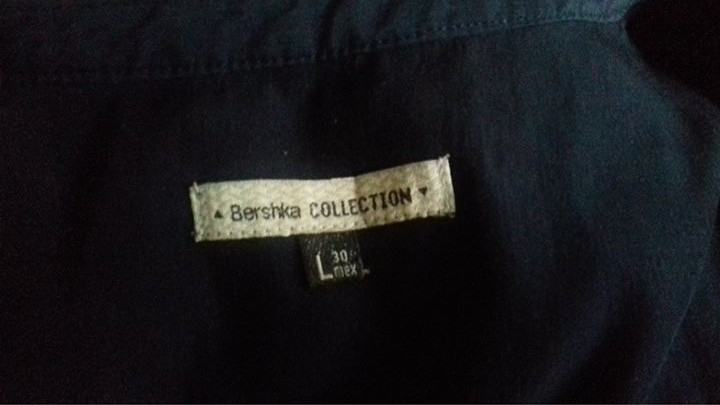 ▲ Bershka COLLECTION ▼
L 30
mex